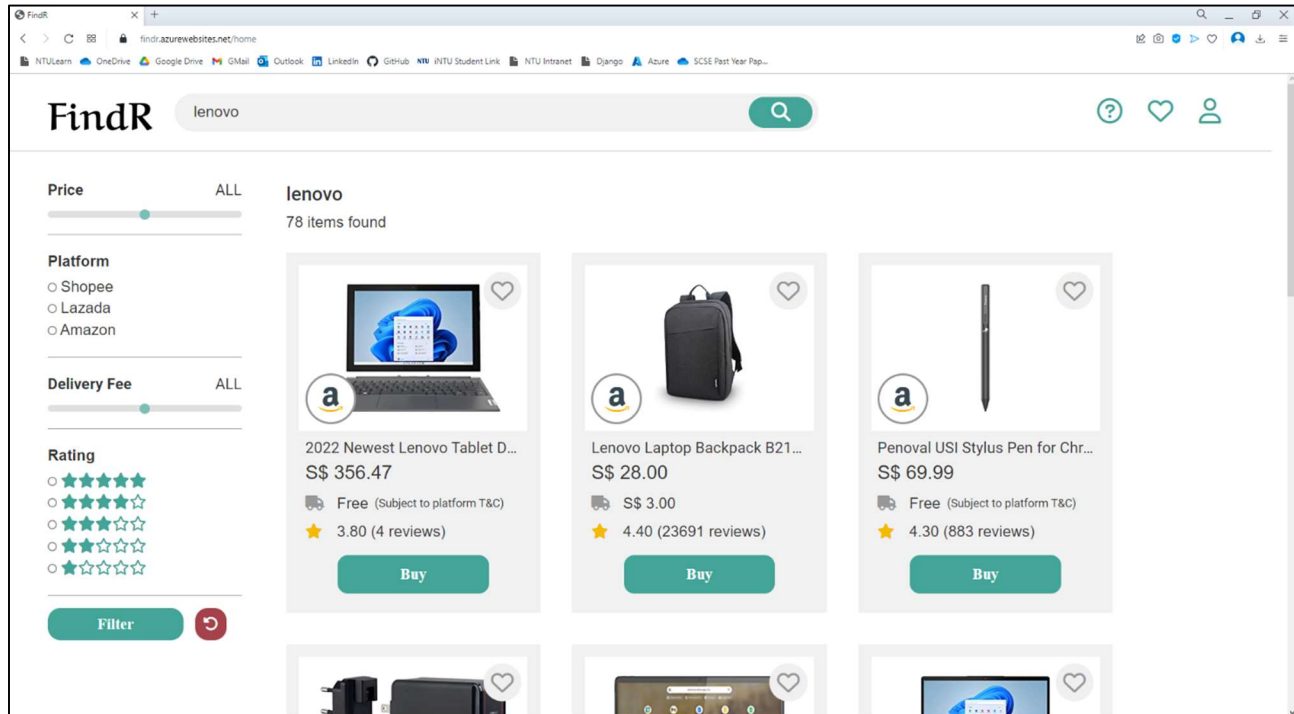 FindR
findr.azurewebsites.net/home
NTULearn OneDrive Google Drive GMail Outlook LinkedIn GitHub NTU iNTU Student Link NTU Intranet Django Azure SCSE Past Year Pap...
FindR
lenovo
Price ALL
Platform
Shopee
Lazada
Amazon
Delivery Fee ALL
Rating
Filter
lenovo
78 items found
a
2022 Newest Lenovo Tablet D...
S$ 356.47
Free (Subject to platform T&C)
3.80 (4 reviews)
Buy
a
Lenovo Laptop Backpack B21...
S$ 28.00
S$ 3.00
4.40 (23691 reviews)
Buy
a
Penoval USI Stylus Pen for Chr...
S$ 69.99
Free (Subject to platform T&C)
4.30 (883 reviews)
Buy